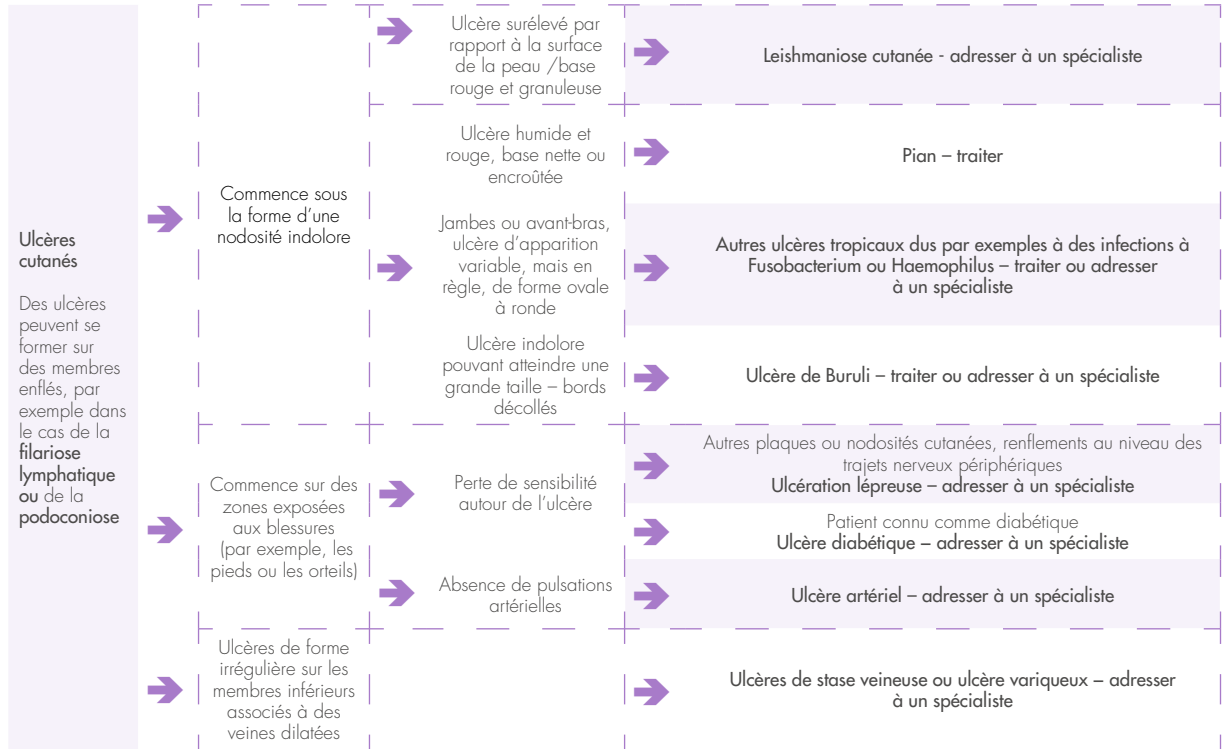 Ulcères
cutanés
Des ulcères
peuvent se
former sur
des membres
enflés, par
exemple dans
le cas de la
filariose
lymphatique
ou de la
podoconiose
Commence sous
la forme d'une
nodosité indolore
Ulcère surélevé par
rapport à la surface
de la peau /base
rouge et granuleuse
Leishmaniose cutanée - adresser à un spécialiste
Ulcère humide et
rouge, base nette ou
encroûtée
Pian – traiter
Jambes ou avant-bras,
ulcère d'apparition
variable, mais en
règle, de forme ovale
à ronde
Autres ulcères tropicaux dus par exemples à des infections à
Fusobacterium ou Haemophilus – traiter ou adresser
à un spécialiste
Ulcère indolore
pouvant atteindre une
grande taille – bords
décollés
Ulcère de Buruli – traiter ou adresser à un spécialiste
Commence sur des
zones exposées
aux blessures
(par exemple, les
pieds ou les orteils)
Perte de sensibilité
autour de l'ulcère
Autres plaques ou nodosités cutanées, renflements au niveau des
trajets nerveux périphériques
Ulcération lépreuse – adresser à un spécialiste
Patient connu comme diabétique
Ulcère diabétique – adresser à un spécialiste
Absence de pulsations
artérielles
Ulcère artériel – adresser à un spécialiste
Ulcères de forme
irrégulière sur les
membres inférieurs
associés à des
veines dilatées
Ulcères de stase veineuse ou ulcère variqueux – adresser
à un spécialiste